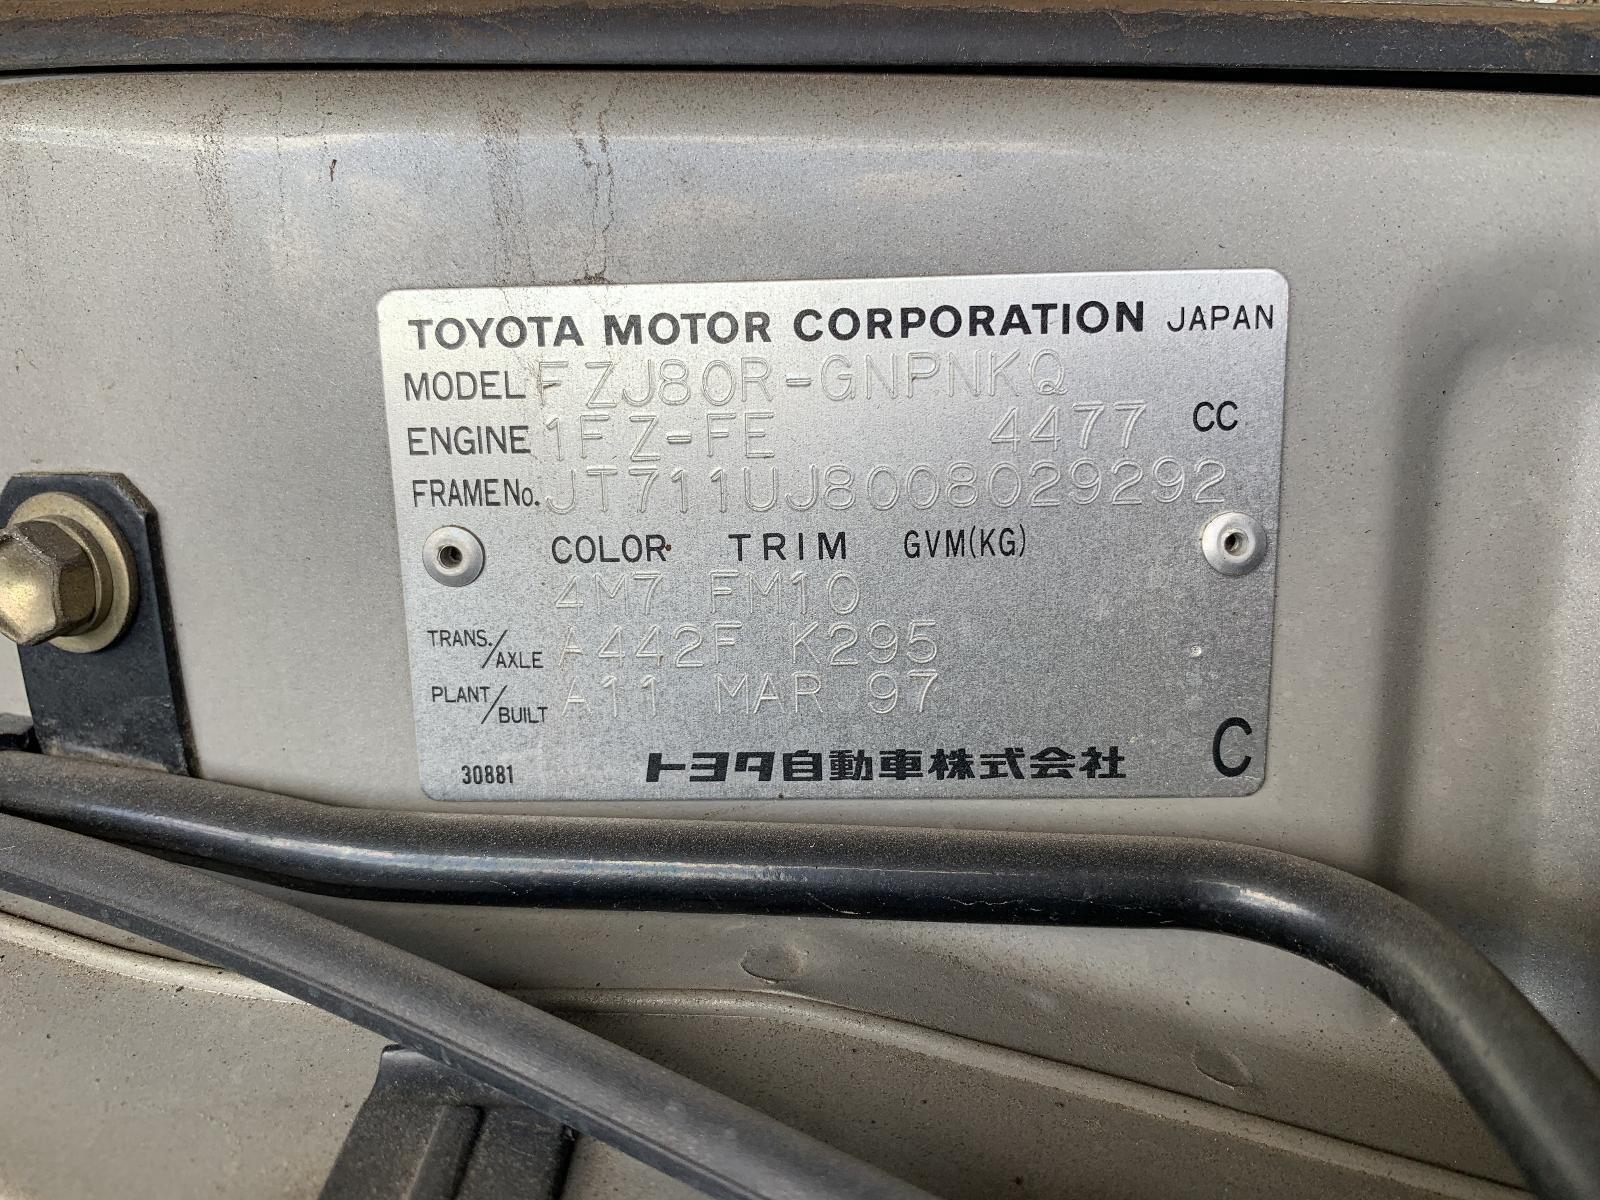 TOYOTA MOTOR CORPORATION JAPAN
MODEL FZJ80R-GNPNKQ
ENGINE 1FZ-FE 4477 CC
FRAME No. JT711UJ8008029292
COLOR TRIM GVM(KG)
4M7 FM10
TRANS./AXLE A442F K295
PLANT/BUILT A11 MAR 97
30881 トヨタ自動車株式会社 C